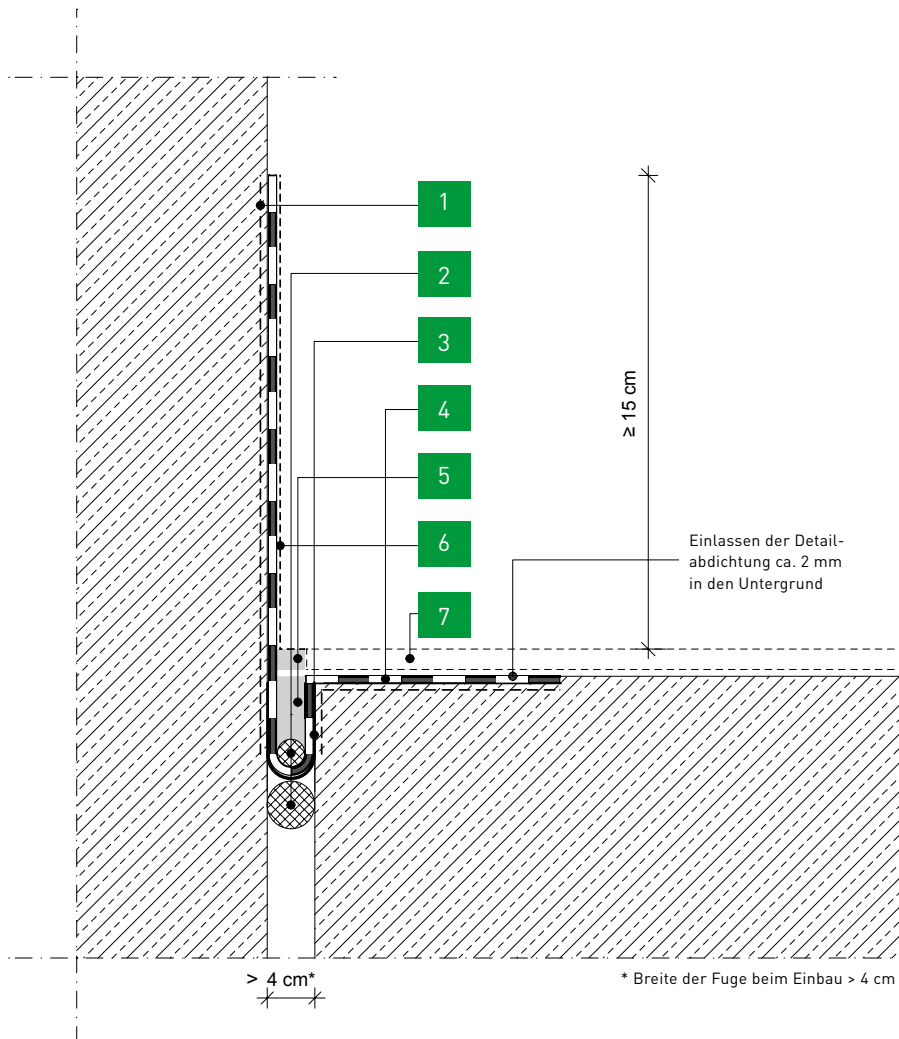 1
2
3
4
5
6
7
≥ 15 cm
Einlassen der Detail-
abdichtung ca. 2 mm
in den Untergrund
> 4 cm*
* Breite der Fuge beim Einbau > 4 cm